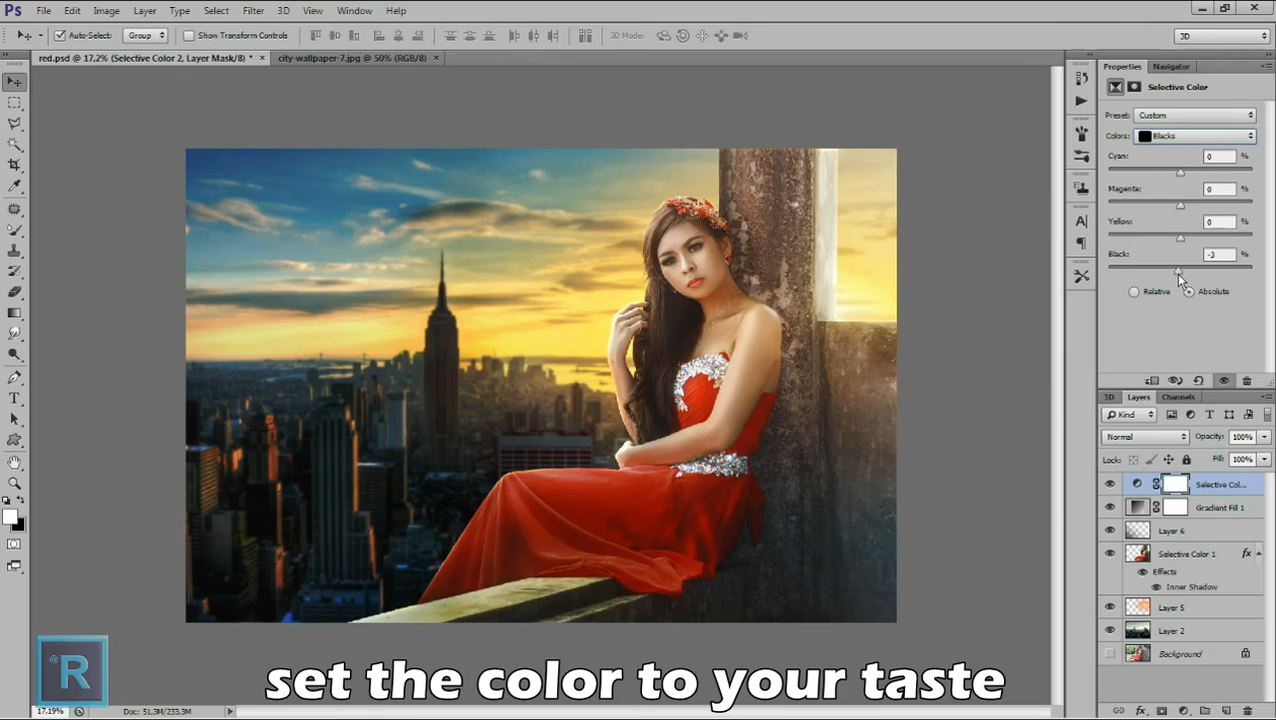 Ps File Edit Image Layer Type Select Filter 3D View Window Help
Auto-Select: Group Show Transform Controls 3D Modes: 3D
red.psd @ 17,2% (Selective Color 2, Layer Mask/8) * × city-wallpaper-7.jpg @ 50% (RGB/8) ×
Properties Navigator
Selective Color
Preset: Custom
Colors: Blacks
Cyan: 0 %
Magenta: 0 %
Yellow: 0 %
Black: -3 %
Relative Absolute
3D Layers Channels
Kind
Normal Opacity: 100%
Lock: Fill: 100%
Selective Col...
Gradient Fill 1
Layer 6
Selective Color 1 fx
Effects
Inner Shadow
Layer 5
Layer 2
Background
@R
set the color to your taste
17.19% Doc: 51,3M/233,3M